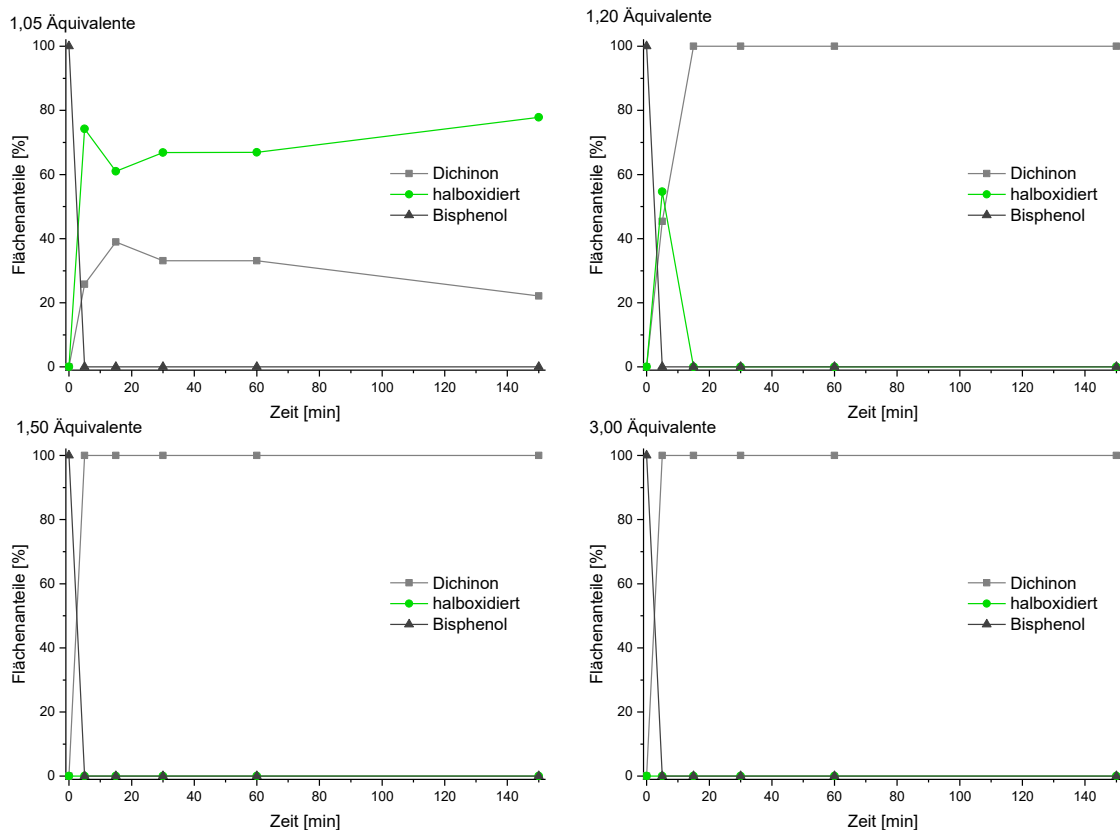 1,05 Äquivalente
100
80
60
40
20
0
Flächenanteile [%]
Dichinon
halboxidiert
Bisphenol
0 20 40 60 80 100 120 140
Zeit [min]
1,20 Äquivalente
100
80
60
40
20
0
Flächenanteile [%]
Dichinon
halboxidiert
Bisphenol
0 20 40 60 80 100 120 140
Zeit [min]
1,50 Äquivalente
100
80
60
40
20
0
Flächenanteile [%]
Dichinon
halboxidiert
Bisphenol
0 20 40 60 80 100 120 140
Zeit [min]
3,00 Äquivalente
100
80
60
40
20
0
Flächenanteile [%]
Dichinon
halboxidiert
Bisphenol
0 20 40 60 80 100 120 140
Zeit [min]